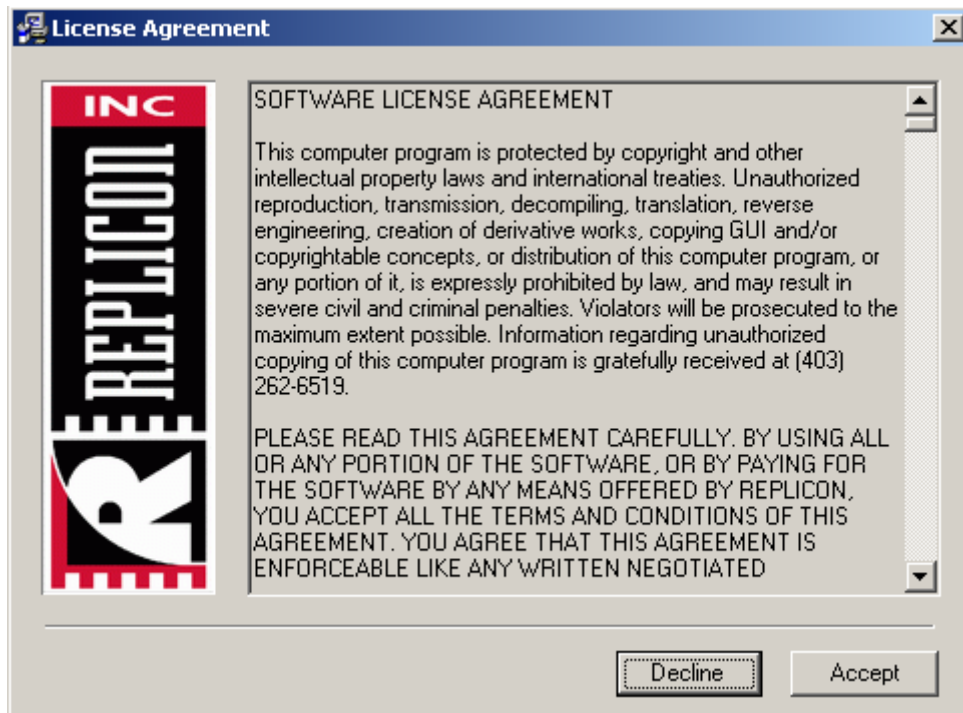 License Agreement
INC
REPLICON
R
SOFTWARE LICENSE AGREEMENT
This computer program is protected by copyright and other
intellectual property laws and international treaties. Unauthorized
reproduction, transmission, decompiling, translation, reverse
engineering, creation of derivative works, copying GUI and/or
copyrightable concepts, or distribution of this computer program, or
any portion of it, is expressly prohibited by law, and may result in
severe civil and criminal penalties. Violators will be prosecuted to the
maximum extent possible. Information regarding unauthorized
copying of this computer program is gratefully received at (403)
262-6519.
PLEASE READ THIS AGREEMENT CAREFULLY. BY USING ALL
OR ANY PORTION OF THE SOFTWARE, OR BY PAYING FOR
THE SOFTWARE BY ANY MEANS OFFERED BY REPLICON,
YOU ACCEPT ALL THE TERMS AND CONDITIONS OF THIS
AGREEMENT. YOU AGREE THAT THIS AGREEMENT IS
ENFORCEABLE LIKE ANY WRITTEN NEGOTIATED
Decline
Accept